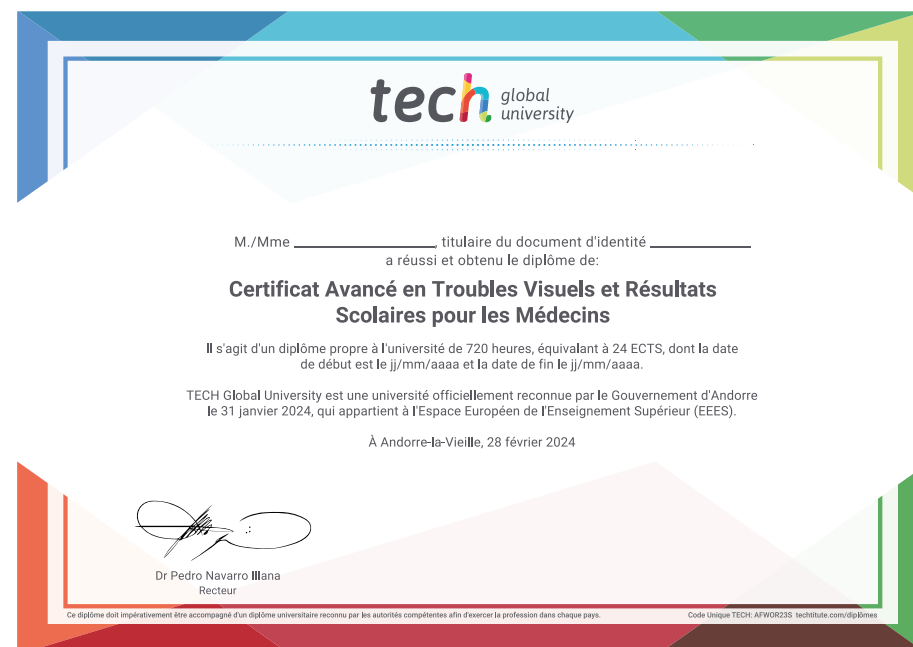 tech global university
M./Mme ____________________, titulaire du document d'identité ______________
a réussi et obtenu le diplôme de:
Certificat Avancé en Troubles Visuels et Résultats
Scolaires pour les Médecins
Il s'agit d'un diplôme propre à l'université de 720 heures, équivalant à 24 ECTS, dont la date
de début est le jj/mm/aaaa et la date de fin le jj/mm/aaaa.
TECH Global University est une université officiellement reconnue par le Gouvernement d'Andorre
le 31 janvier 2024, qui appartient à l'Espace Européen de l'Enseignement Supérieur (EEES).
À Andorre-la-Vieille, 28 février 2024
Dr Pedro Navarro Illana
Recteur
Ce diplôme doit impérativement être accompagné d'un diplôme universitaire reconnu par les autorités compétentes afin d'exercer la profession dans chaque pays. Code Unique TECH: AFWOR23S techtitute.com/diplômes